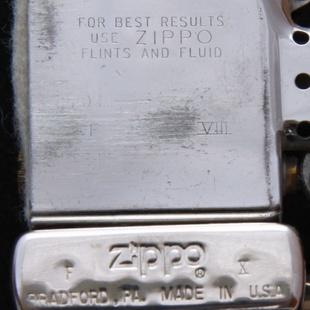 FOR BEST RESULTS
USE ZIPPO
FLINTS AND FLUID
F VIII
Zippo®
F X
BRADFORD, PA. MADE IN U.S.A.